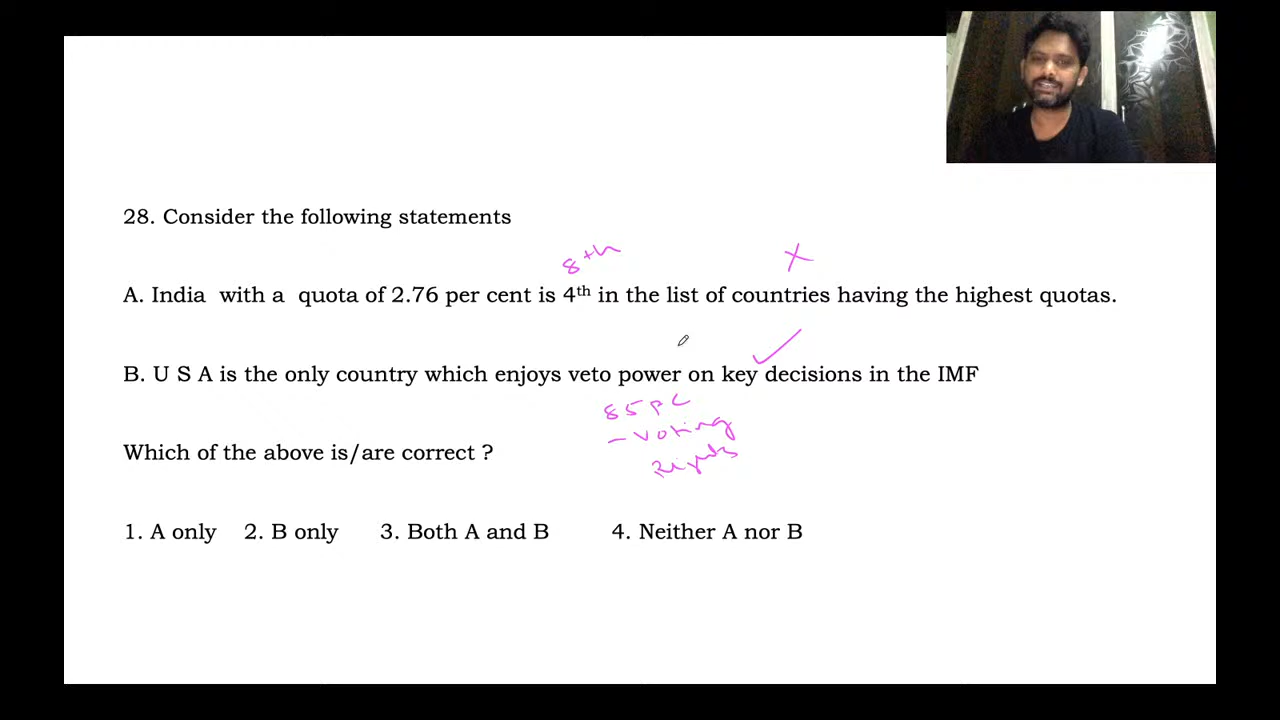 28. Consider the following statements
8th X
A. India with a quota of 2.76 per cent is 4th in the list of countries having the highest quotas.
B. U S A is the only country which enjoys veto power on key decisions in the IMF
85 pc
- Voting
Rights
Which of the above is/are correct ?
1. A only 2. B only 3. Both A and B 4. Neither A nor B